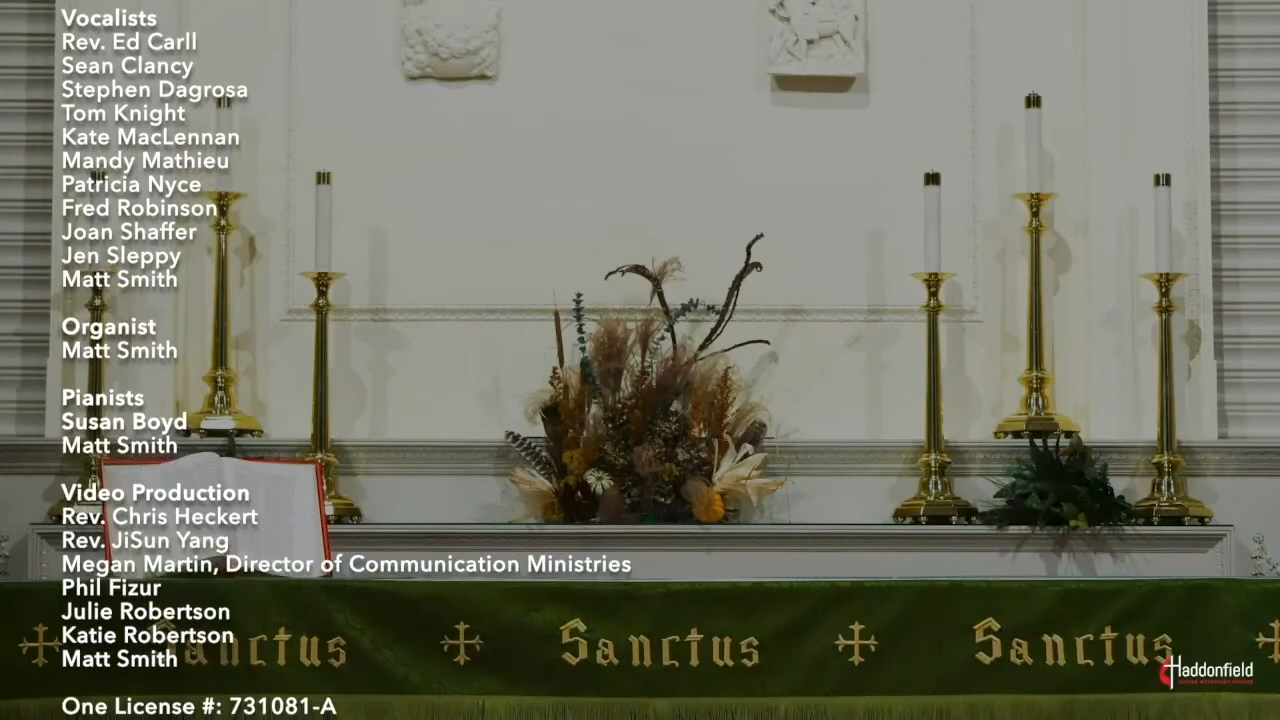 Vocalists
Rev. Ed Carll
Sean Clancy
Stephen Dagrosa
Tom Knight
Kate MacLennan
Mandy Mathieu
Patricia Nyce
Fred Robinson
Joan Shaffer
Jen Sleppy
Matt Smith
Organist
Matt Smith
Pianists
Susan Boyd
Matt Smith
Video Production
Rev. Chris Heckert
Rev. JiSun Yang
Megan Martin, Director of Communication Ministries
Phil Fizur
Julie Robertson
Katie Robertson
Matt Smith
One License #: 731081-A
Sanctus Sanctus Sanctus
Haddonfield